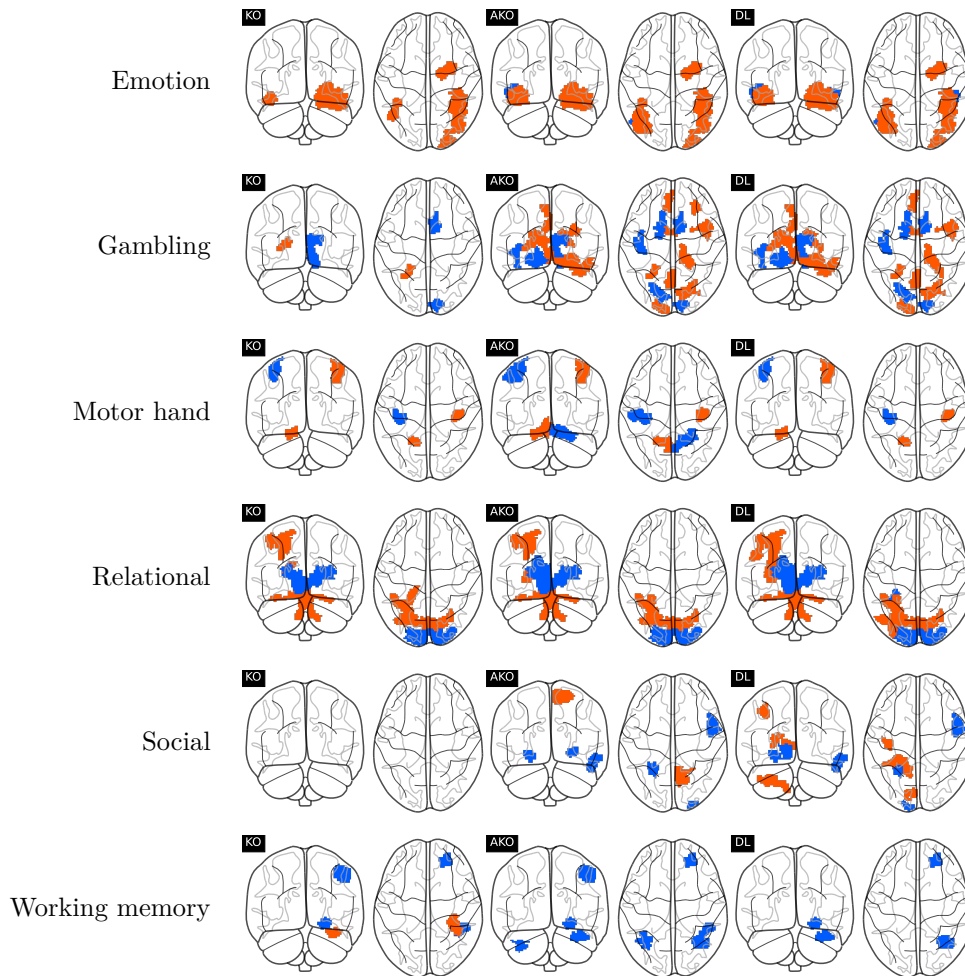 KO AKO DL
Emotion
KO AKO DL
Gambling
KO AKO DL
Motor hand
KO AKO DL
Relational
KO AKO DL
Social
KO AKO DL
Working memory